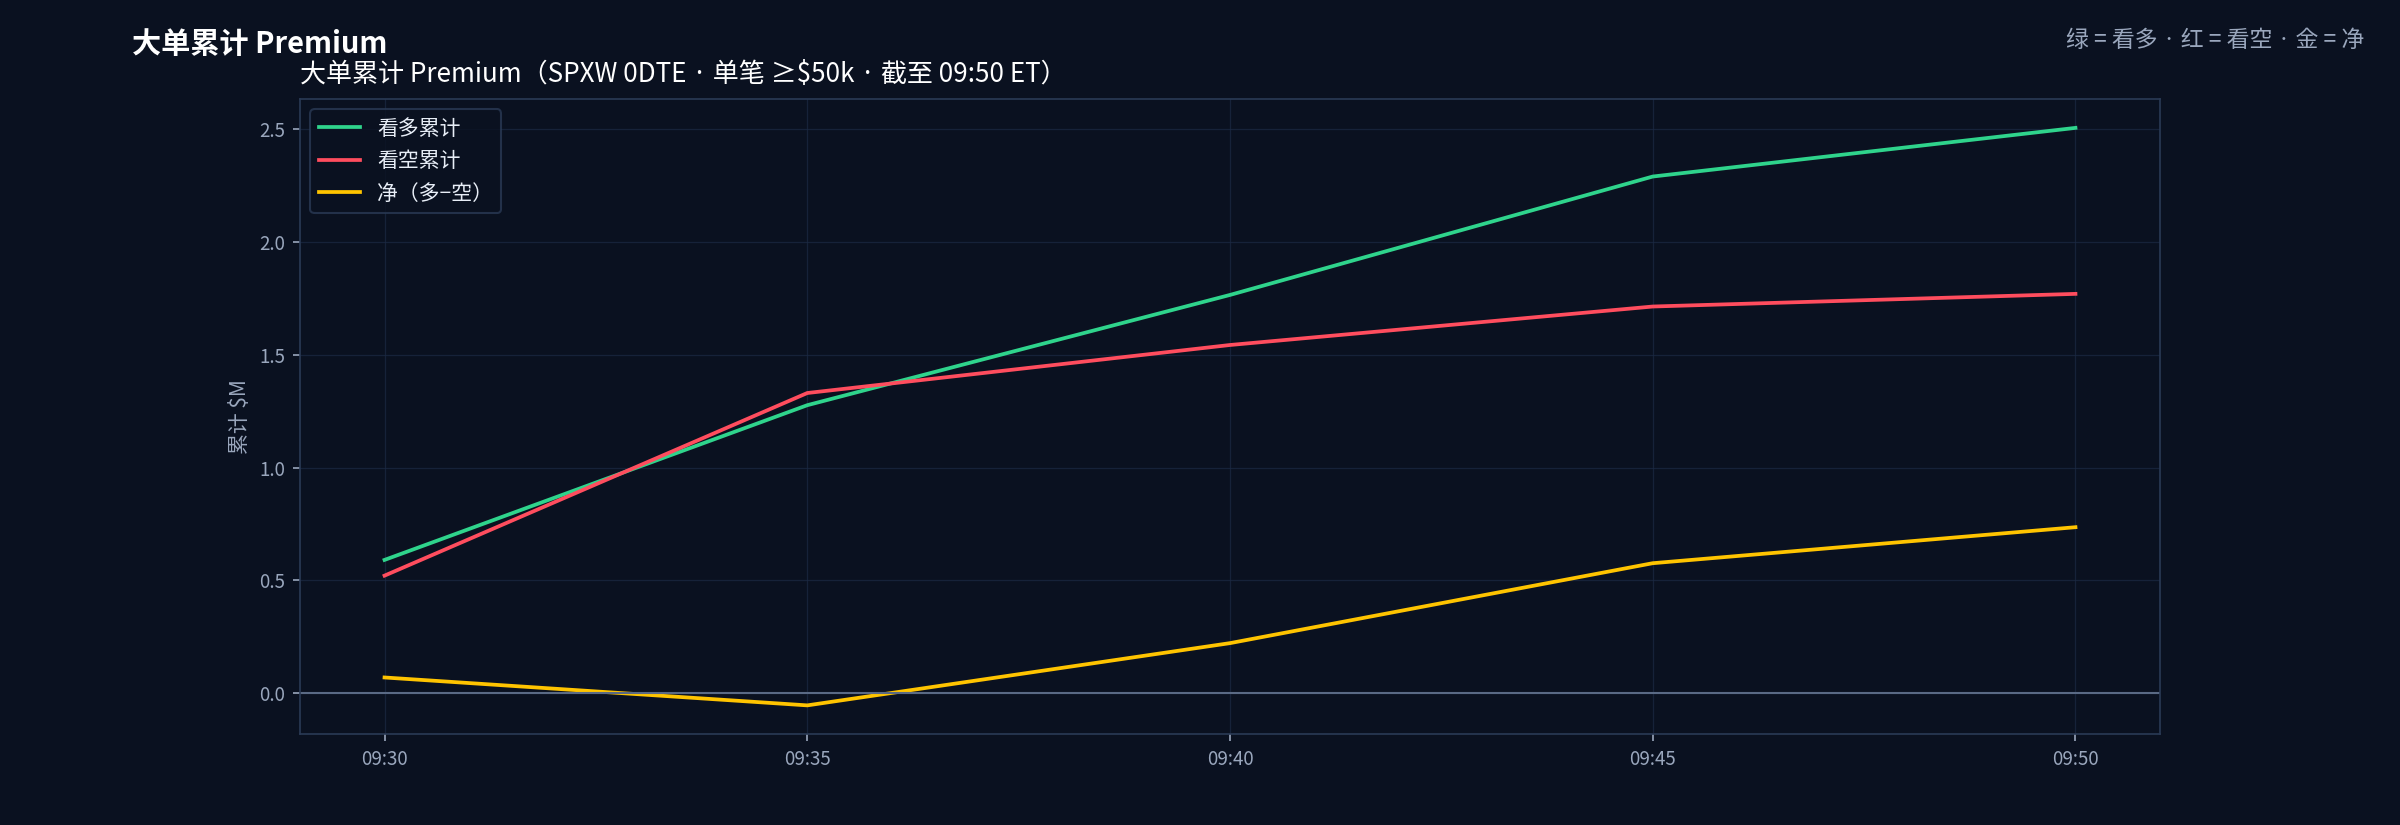 大单累计 Premium
绿 = 看多 · 红 = 看空 · 金 = 净
大单累计 Premium（SPXW 0DTE · 单笔 ≥$50k · 截至 09:50 ET）
看多累计
看空累计
净（多−空）
累计 $M
2.5
2.0
1.5
1.0
0.5
0.0
09:30
09:35
09:40
09:45
09:50